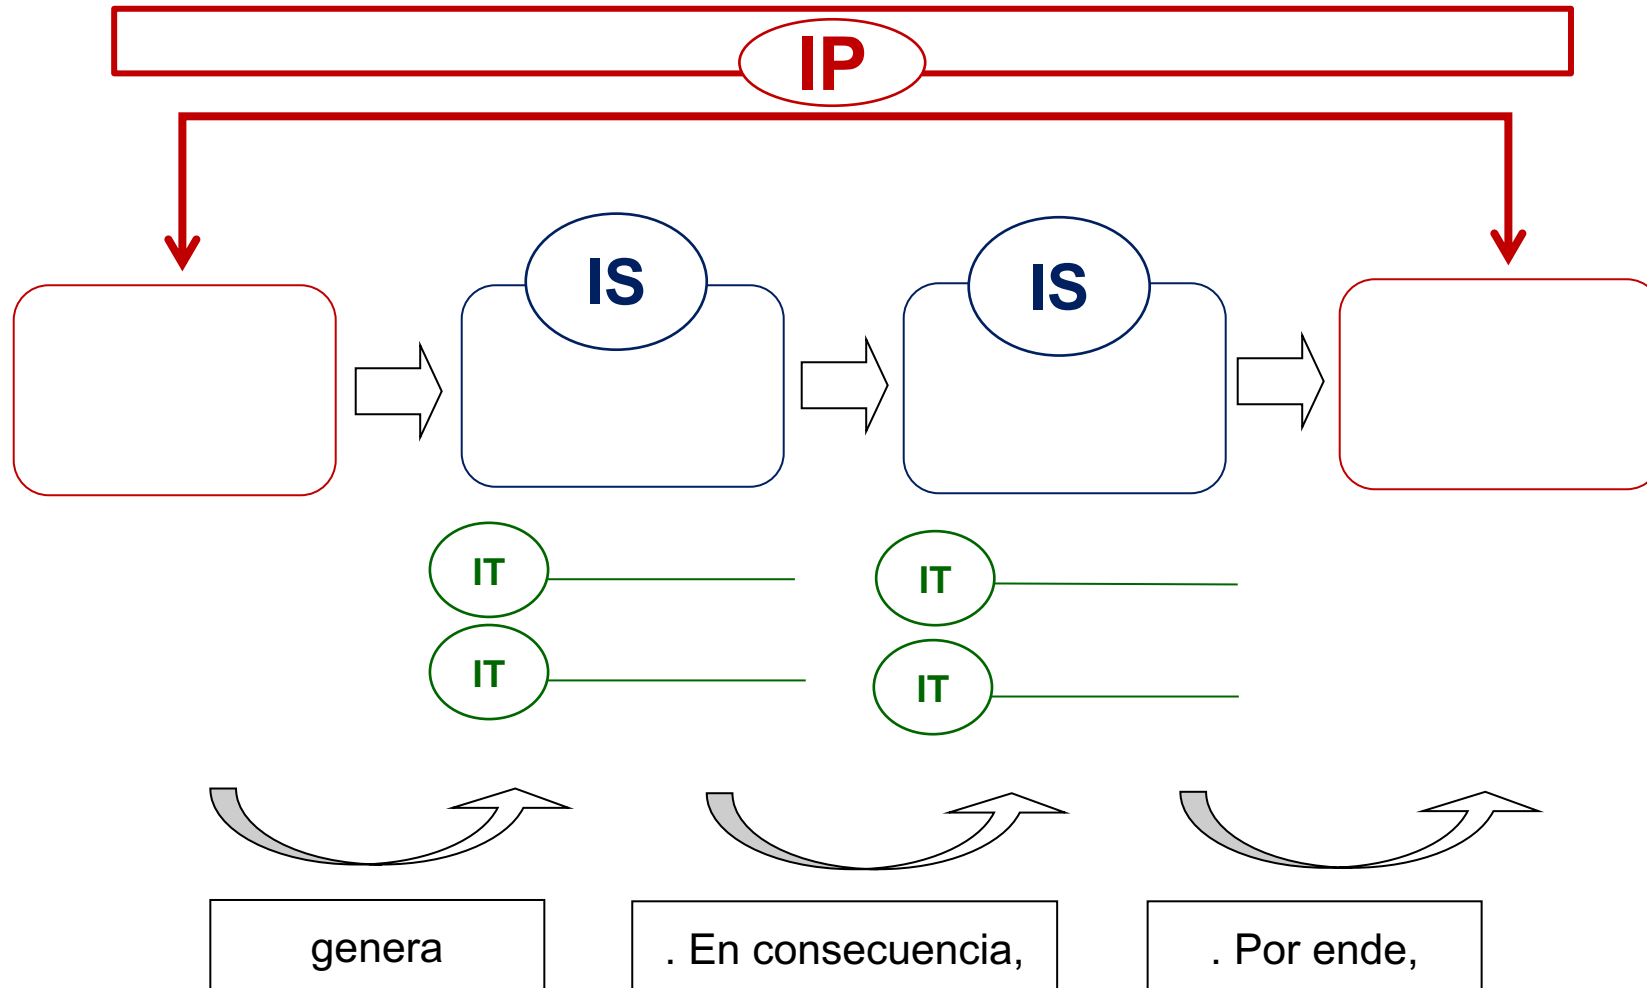 IP
IS
IS
IT
IT
IT
IT
genera
. En consecuencia,
. Por ende,